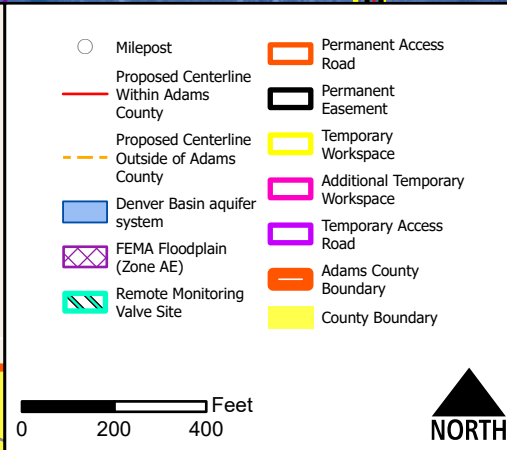 Milepost
Proposed Centerline
Within Adams
County
Proposed Centerline
Outside of Adams
County
Denver Basin aquifer
system
FEMA Floodplain
(Zone AE)
Remote Monitoring
Valve Site
Permanent Access
Road
Permanent
Easement
Temporary
Workspace
Additional Temporary
Workspace
Temporary Access
Road
Adams County
Boundary
County Boundary
Feet
0 200 400
NORTH